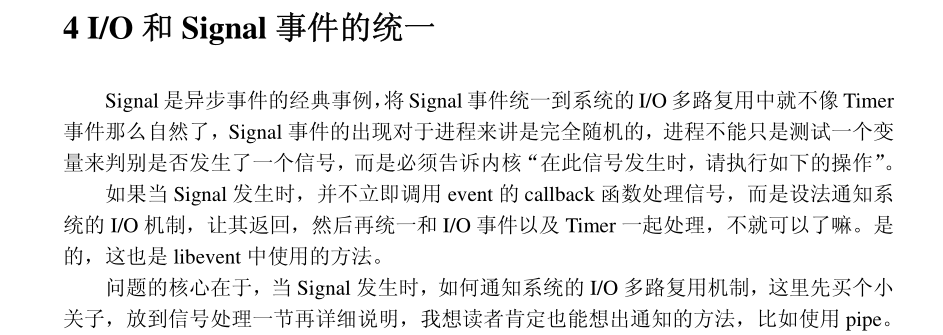 4 I/O 和 Signal 事件的统一
Signal 是异步事件的经典事例，将 Signal 事件统一到系统的 I/O 多路复用中就不像 Timer
事件那么自然了，Signal 事件的出现对于进程来讲是完全随机的，进程不能只是测试一个变
量来判别是否发生了一个信号，而是必须告诉内核“在此信号发生时，请执行如下的操作”。
如果当 Signal 发生时，并不立即调用 event 的 callback 函数处理信号，而是设法通知系
统的 I/O 机制，让其返回，然后再统一和 I/O 事件以及 Timer 一起处理，不就可以了嘛。是
的，这也是 libevent 中使用的方法。
问题的核心在于，当 Signal 发生时，如何通知系统的 I/O 多路复用机制，这里先买个小
关子，放到信号处理一节再详细说明，我想读者肯定也能想出通知的方法，比如使用 pipe。